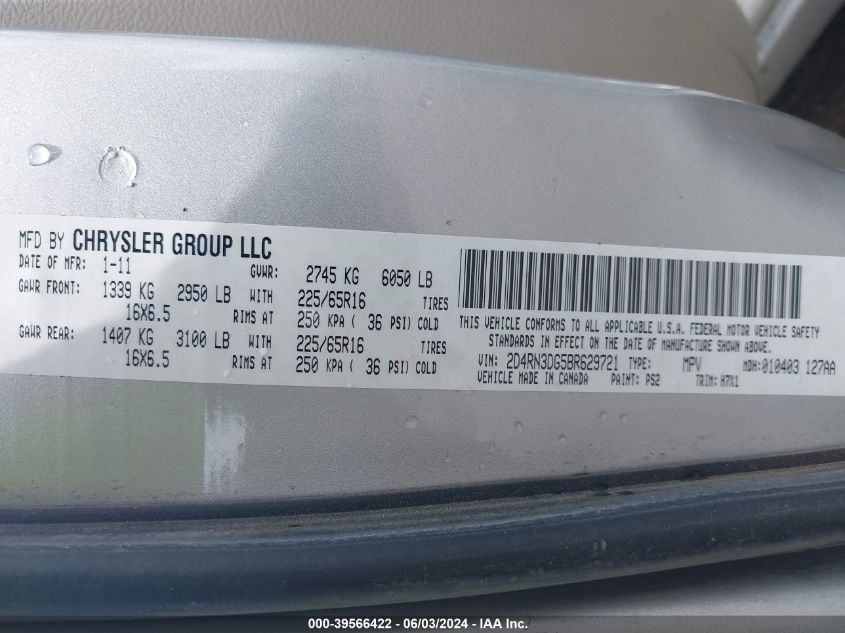 MFD BY CHRYSLER GROUP LLC
DATE OF MFR: 1-11 GVWR: 2745 KG 6050 LB
GAWR FRONT: 1339 KG 2950 LB WITH 225/65R16 TIRES
16X6.5 RIMS AT 250 KPA ( 36 PSI) COLD
GAWR REAR: 1407 KG 3100 LB WITH 225/65R16 TIRES
16X6.5 RIMS AT 250 KPA ( 36 PSI) COLD
THIS VEHICLE CONFORMS TO ALL APPLICABLE U.S.A. FEDERAL MOTOR VEHICLE SAFETY
STANDARDS IN EFFECT ON THE DATE OF MANUFACTURE SHOWN ABOVE.
VIN: 2D4RN3DG5BR629721 TYPE: MPV MDH: 010403 127AA
VEHICLE MADE IN CANADA PAINT: PS2 TRIM: H7X1
000-39566422 - 06/03/2024 - IAA Inc.